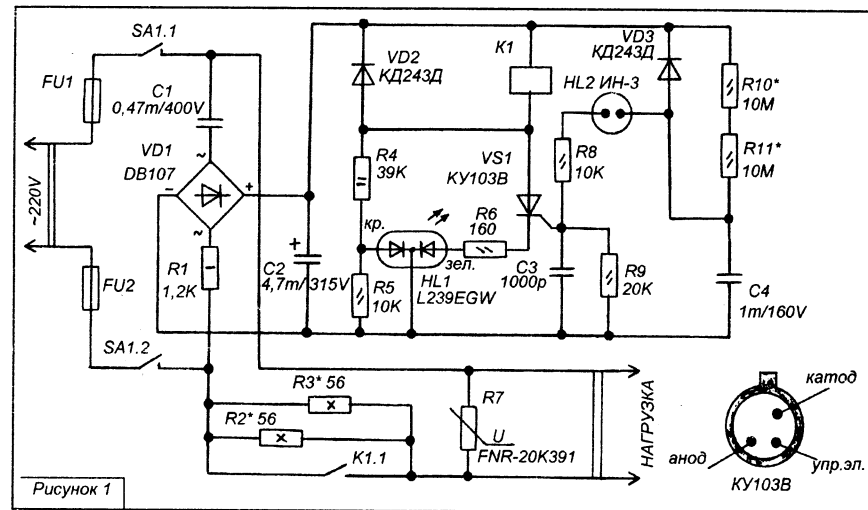 SA1.1
FU1
C1
0,47m/400V
VD1
DB107
~
~
−
+
~220V
FU2
R1
1,2K
SA1.2
C2
4,7m/315V
+
VD2
КД243Д
K1
VD3
КД243Д
HL2 ИН-3
R10*
10M
R11*
10M
R4
39K
VS1
КУ103В
R8
10K
R6
160
кр.
зел.
HL1
L239EGW
R5
10K
C3
1000p
R9
20K
C4
1m/160V
R3* 56
R2* 56
K1.1
R7
U
FNR-20K391
НАГРУЗКА
катод
анод
упр.эл.
КУ103В
Рисунок 1